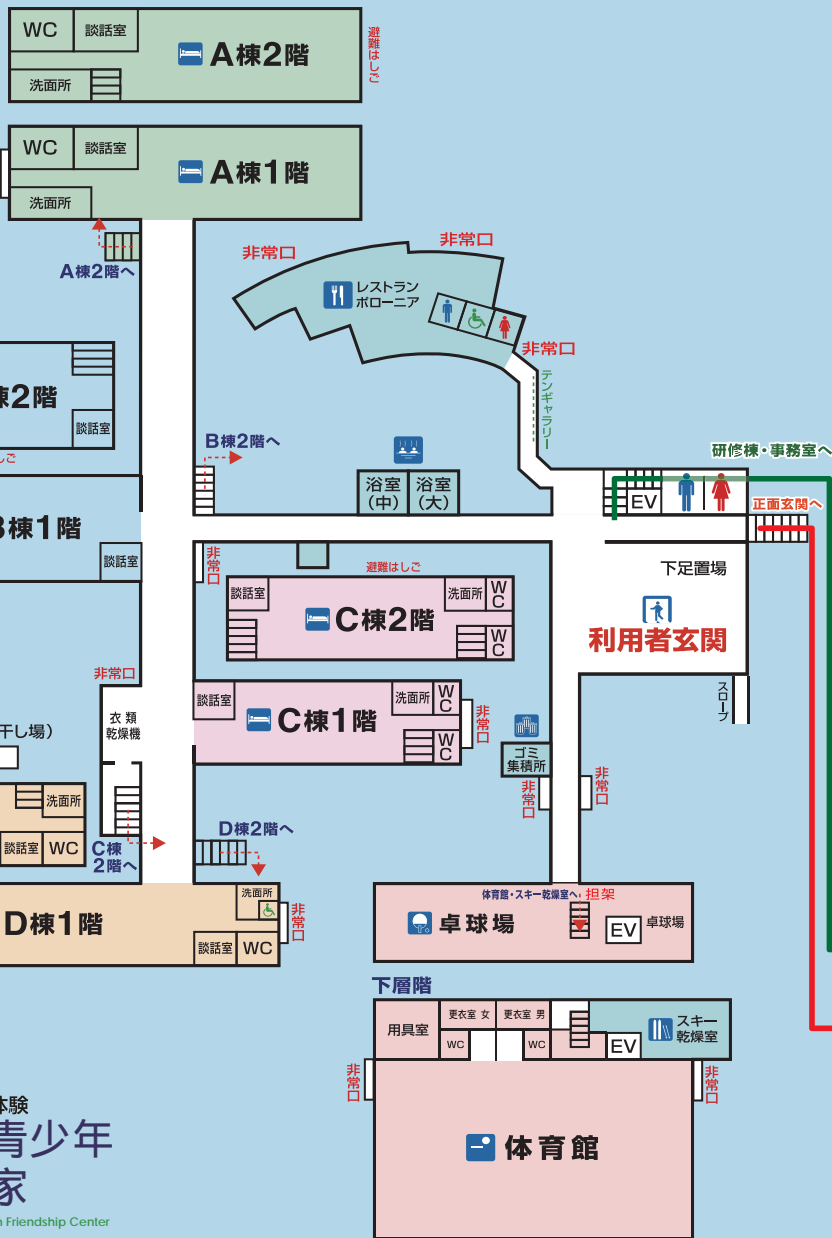 WC
談話室
洗面所
A棟2階
避難はしご
WC
談話室
洗面所
A棟1階
A棟2階へ
非常口
非常口
レストラン
ポローニア
非常口
テンギャラリー
棟2階
談話室
B棟2階へ
浴室
(中)
浴室
(大)
研修棟・事務室へ
EV
正面玄関へ
B棟1階
談話室
非常口
避難はしご
談話室
C棟2階
洗面所
WC
WC
下足置場
利用者玄関
スロープ
非常口
衣類
乾燥機
談話室
C棟1階
洗面所
WC
WC
非常口
干し場)
ゴミ
集積所
非常口
非常口
洗面所
談話室
WC
C棟
2階へ
D棟2階へ
D棟1階
洗面所
談話室
WC
非常口
体育館・スキー乾燥室へ
担架
卓球場
EV
卓球場
下層階
用具室
更衣室 女
更衣室 男
WC
WC
EV
スキー
乾燥室
非常口
非常口
体育館
体験
青少年
家
Friendship Center